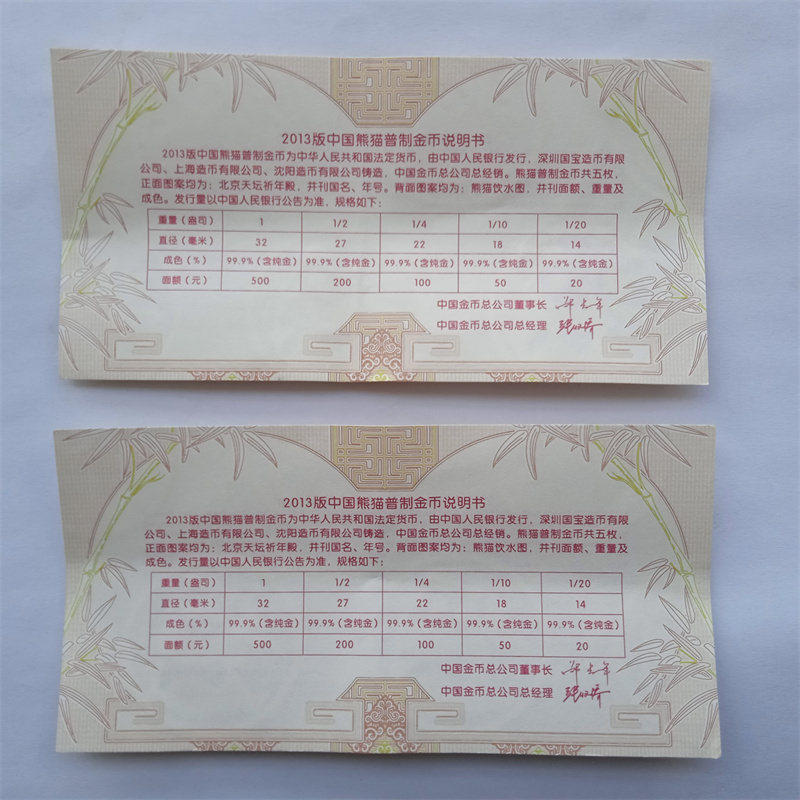 2013版中国熊猫普制金币说明书
2013版中国熊猫普制金币为中华人民共和国法定货币，由中国人民银行发行，深圳国宝造币有限
公司、上海造币有限公司、沈阳造币有限公司铸造，中国金币总公司总经销。熊猫普制金币共五枚，
正面图案均为：北京天坛祈年殿，并刊国名、年号。背面图案均为：熊猫饮水图，并刊面额、重量及
成色。发行量以中国人民银行公告为准，规格如下：
重量（盎司） 1 1/2 1/4 1/10 1/20
直径（毫米） 32 27 22 18 14
成色（%） 99.9%（含纯金） 99.9%（含纯金） 99.9%（含纯金） 99.9%（含纯金） 99.9%（含纯金）
面额（元） 500 200 100 50 20
中国金币总公司董事长
中国金币总公司总经理
2013版中国熊猫普制金币说明书
2013版中国熊猫普制金币为中华人民共和国法定货币，由中国人民银行发行，深圳国宝造币有限
公司、上海造币有限公司、沈阳造币有限公司铸造，中国金币总公司总经销。熊猫普制金币共五枚，
正面图案均为：北京天坛祈年殿，并刊国名、年号。背面图案均为：熊猫饮水图，并刊面额、重量及
成色。发行量以中国人民银行公告为准，规格如下：
重量（盎司） 1 1/2 1/4 1/10 1/20
直径（毫米） 32 27 22 18 14
成色（%） 99.9%（含纯金） 99.9%（含纯金） 99.9%（含纯金） 99.9%（含纯金） 99.9%（含纯金）
面额（元） 500 200 100 50 20
中国金币总公司董事长
中国金币总公司总经理